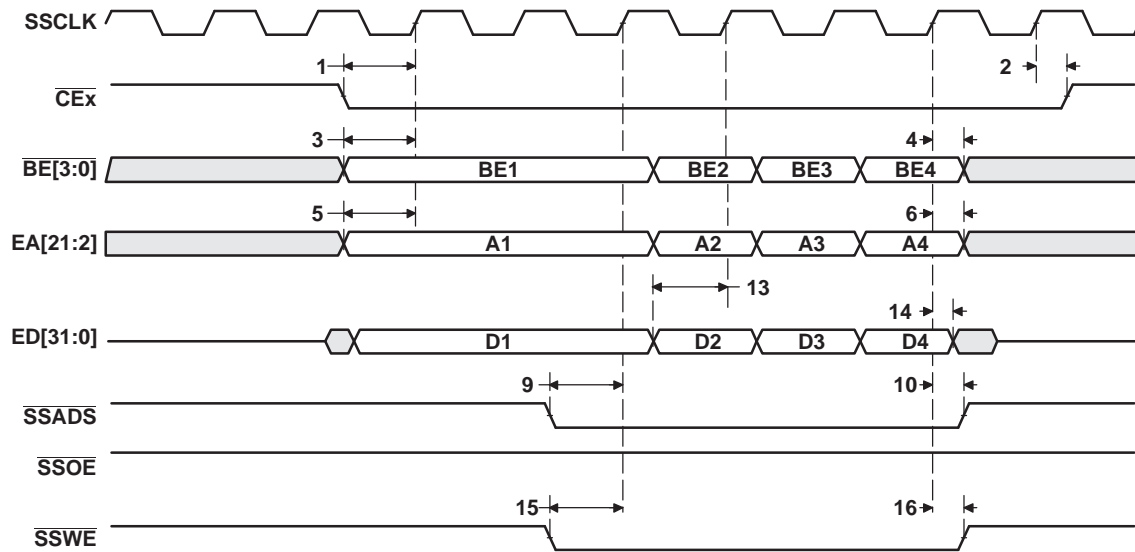 SSCLK
1
2
CEx
3
4
BE[3:0]
BE1
BE2
BE3
BE4
5
6
EA[21:2]
A1
A2
A3
A4
13
14
ED[31:0]
D1
D2
D3
D4
9
10
SSADS
SSOE
15
16
SSWE